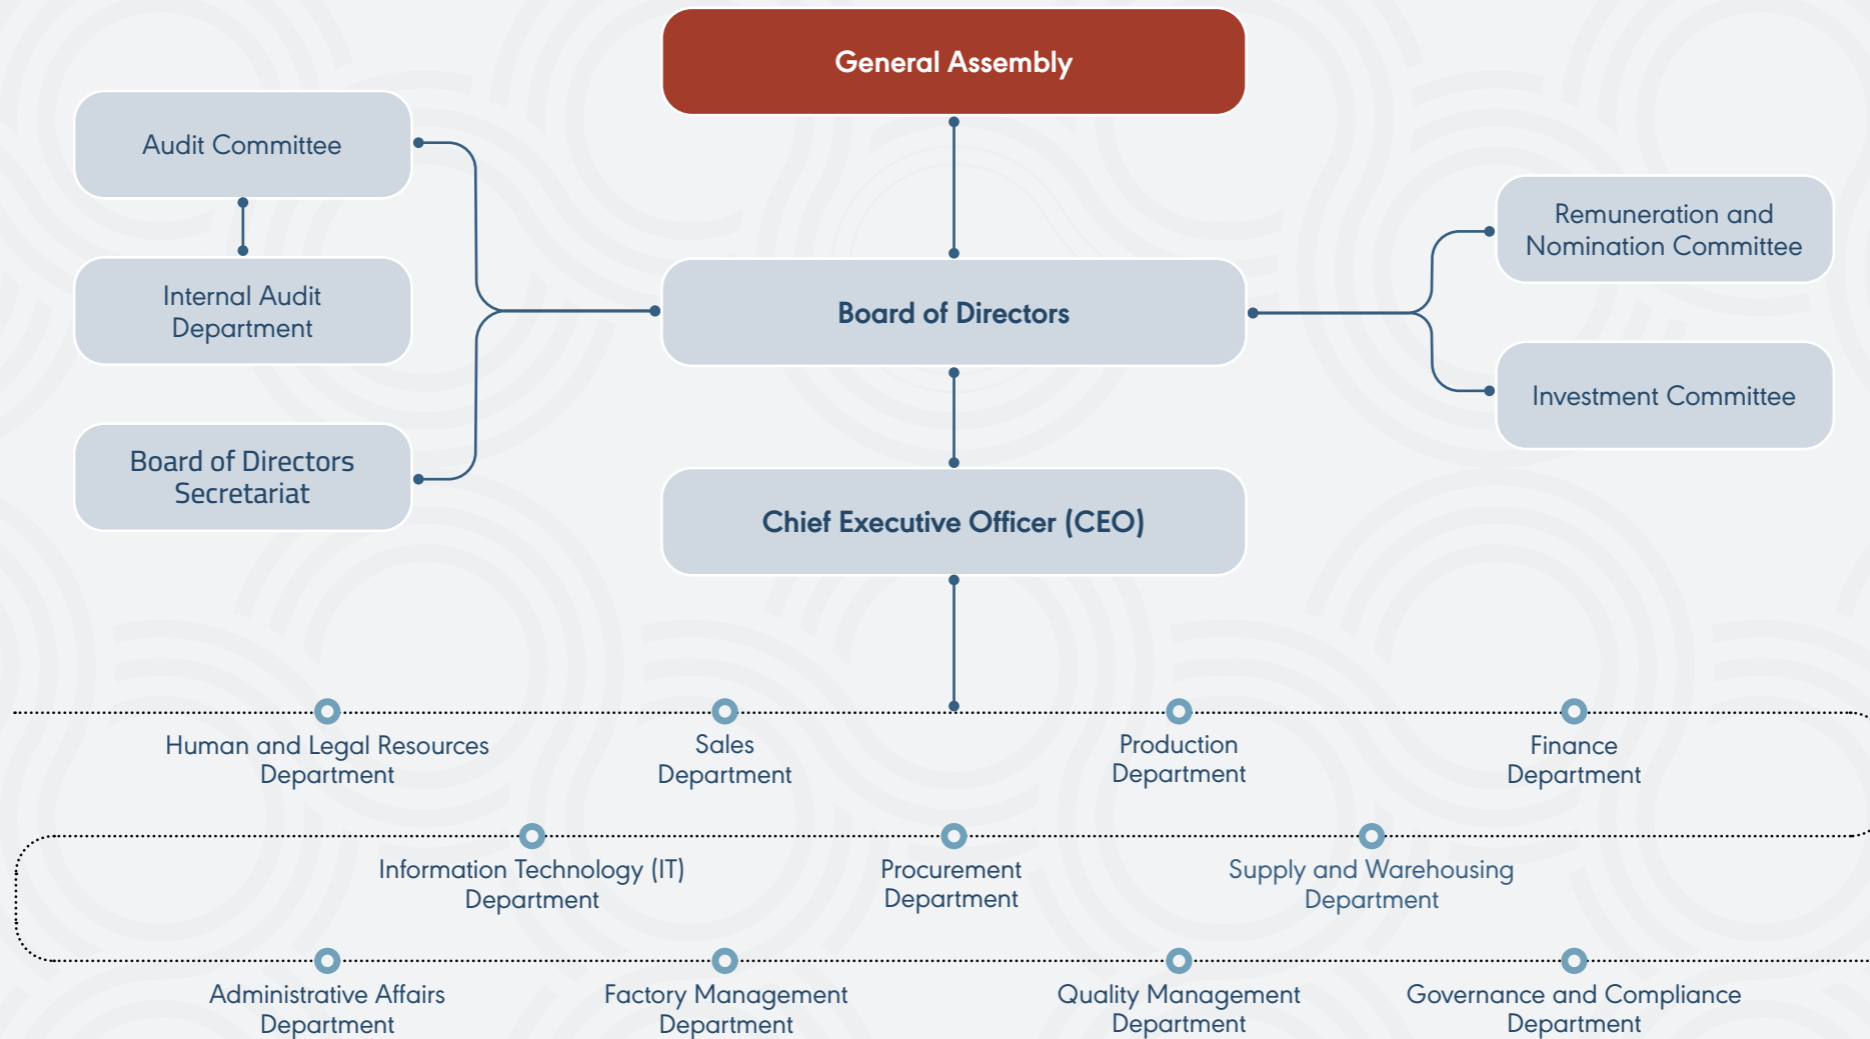 General Assembly
Audit Committee
Remuneration and
Nomination Committee
Internal Audit
Department
Board of Directors
Investment Committee
Board of Directors
Secretariat
Chief Executive Officer (CEO)
Human and Legal Resources
Department
Sales
Department
Production
Department
Finance
Department
Information Technology (IT)
Department
Procurement
Department
Supply and Warehousing
Department
Administrative Affairs
Department
Factory Management
Department
Quality Management
Department
Governance and Compliance
Department